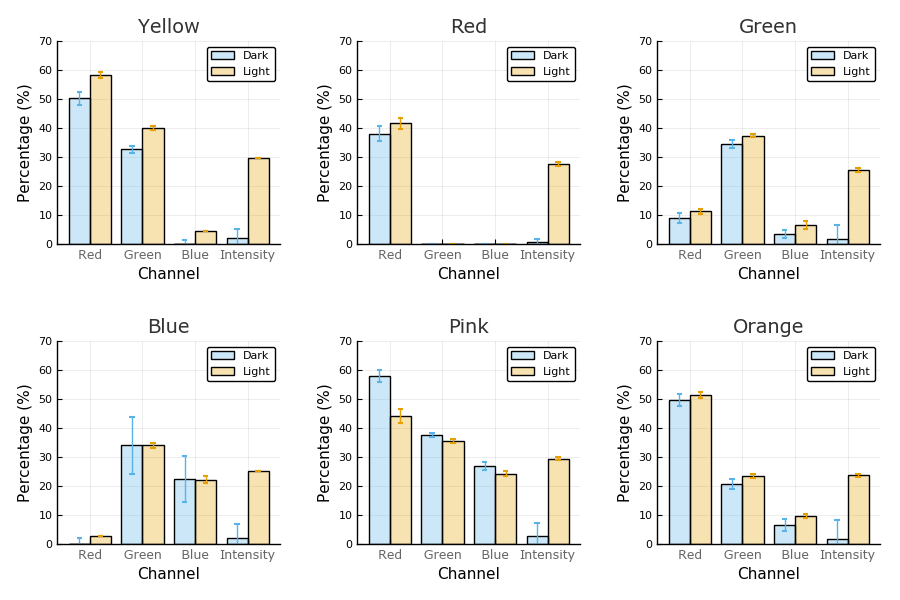 Yellow
Percentage (%)
70
60
50
40
30
20
10
0
Dark
Light
Red Green Blue Intensity
Channel
Red
Percentage (%)
70
60
50
40
30
20
10
0
Dark
Light
Red Green Blue Intensity
Channel
Green
Percentage (%)
70
60
50
40
30
20
10
0
Dark
Light
Red Green Blue Intensity
Channel
Blue
Percentage (%)
70
60
50
40
30
20
10
0
Dark
Light
Red Green Blue Intensity
Channel
Pink
Percentage (%)
70
60
50
40
30
20
10
0
Dark
Light
Red Green Blue Intensity
Channel
Orange
Percentage (%)
70
60
50
40
30
20
10
0
Dark
Light
Red Green Blue Intensity
Channel